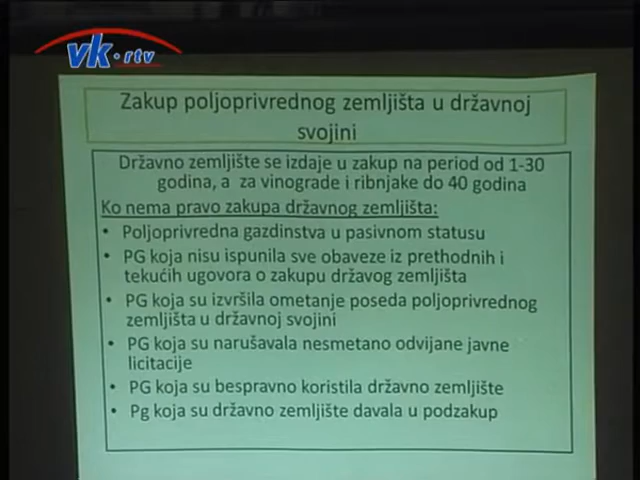 vk·rtv
Zakup poljoprivrednog zemljišta u državnoj
svojini
Državno zemljište se izdaje u zakup na period od 1-30
godina, a za vinograde i ribnjake do 40 godina
Ko nema pravo zakupa državnog zemljišta:
• Poljoprivredna gazdinstva u pasivnom statusu
• PG koja nisu ispunila sve obaveze iz prethodnih i
tekućih ugovora o zakupu državog zemljišta
• PG koja su izvršila ometanje poseda poljoprivrednog
zemljišta u državnoj svojini
• PG koja su narušavala nesmetano odvijane javne
licitacije
• PG koja su bespravno koristila državno zemljište
• Pg koja su državno zemljište davala u podzakup